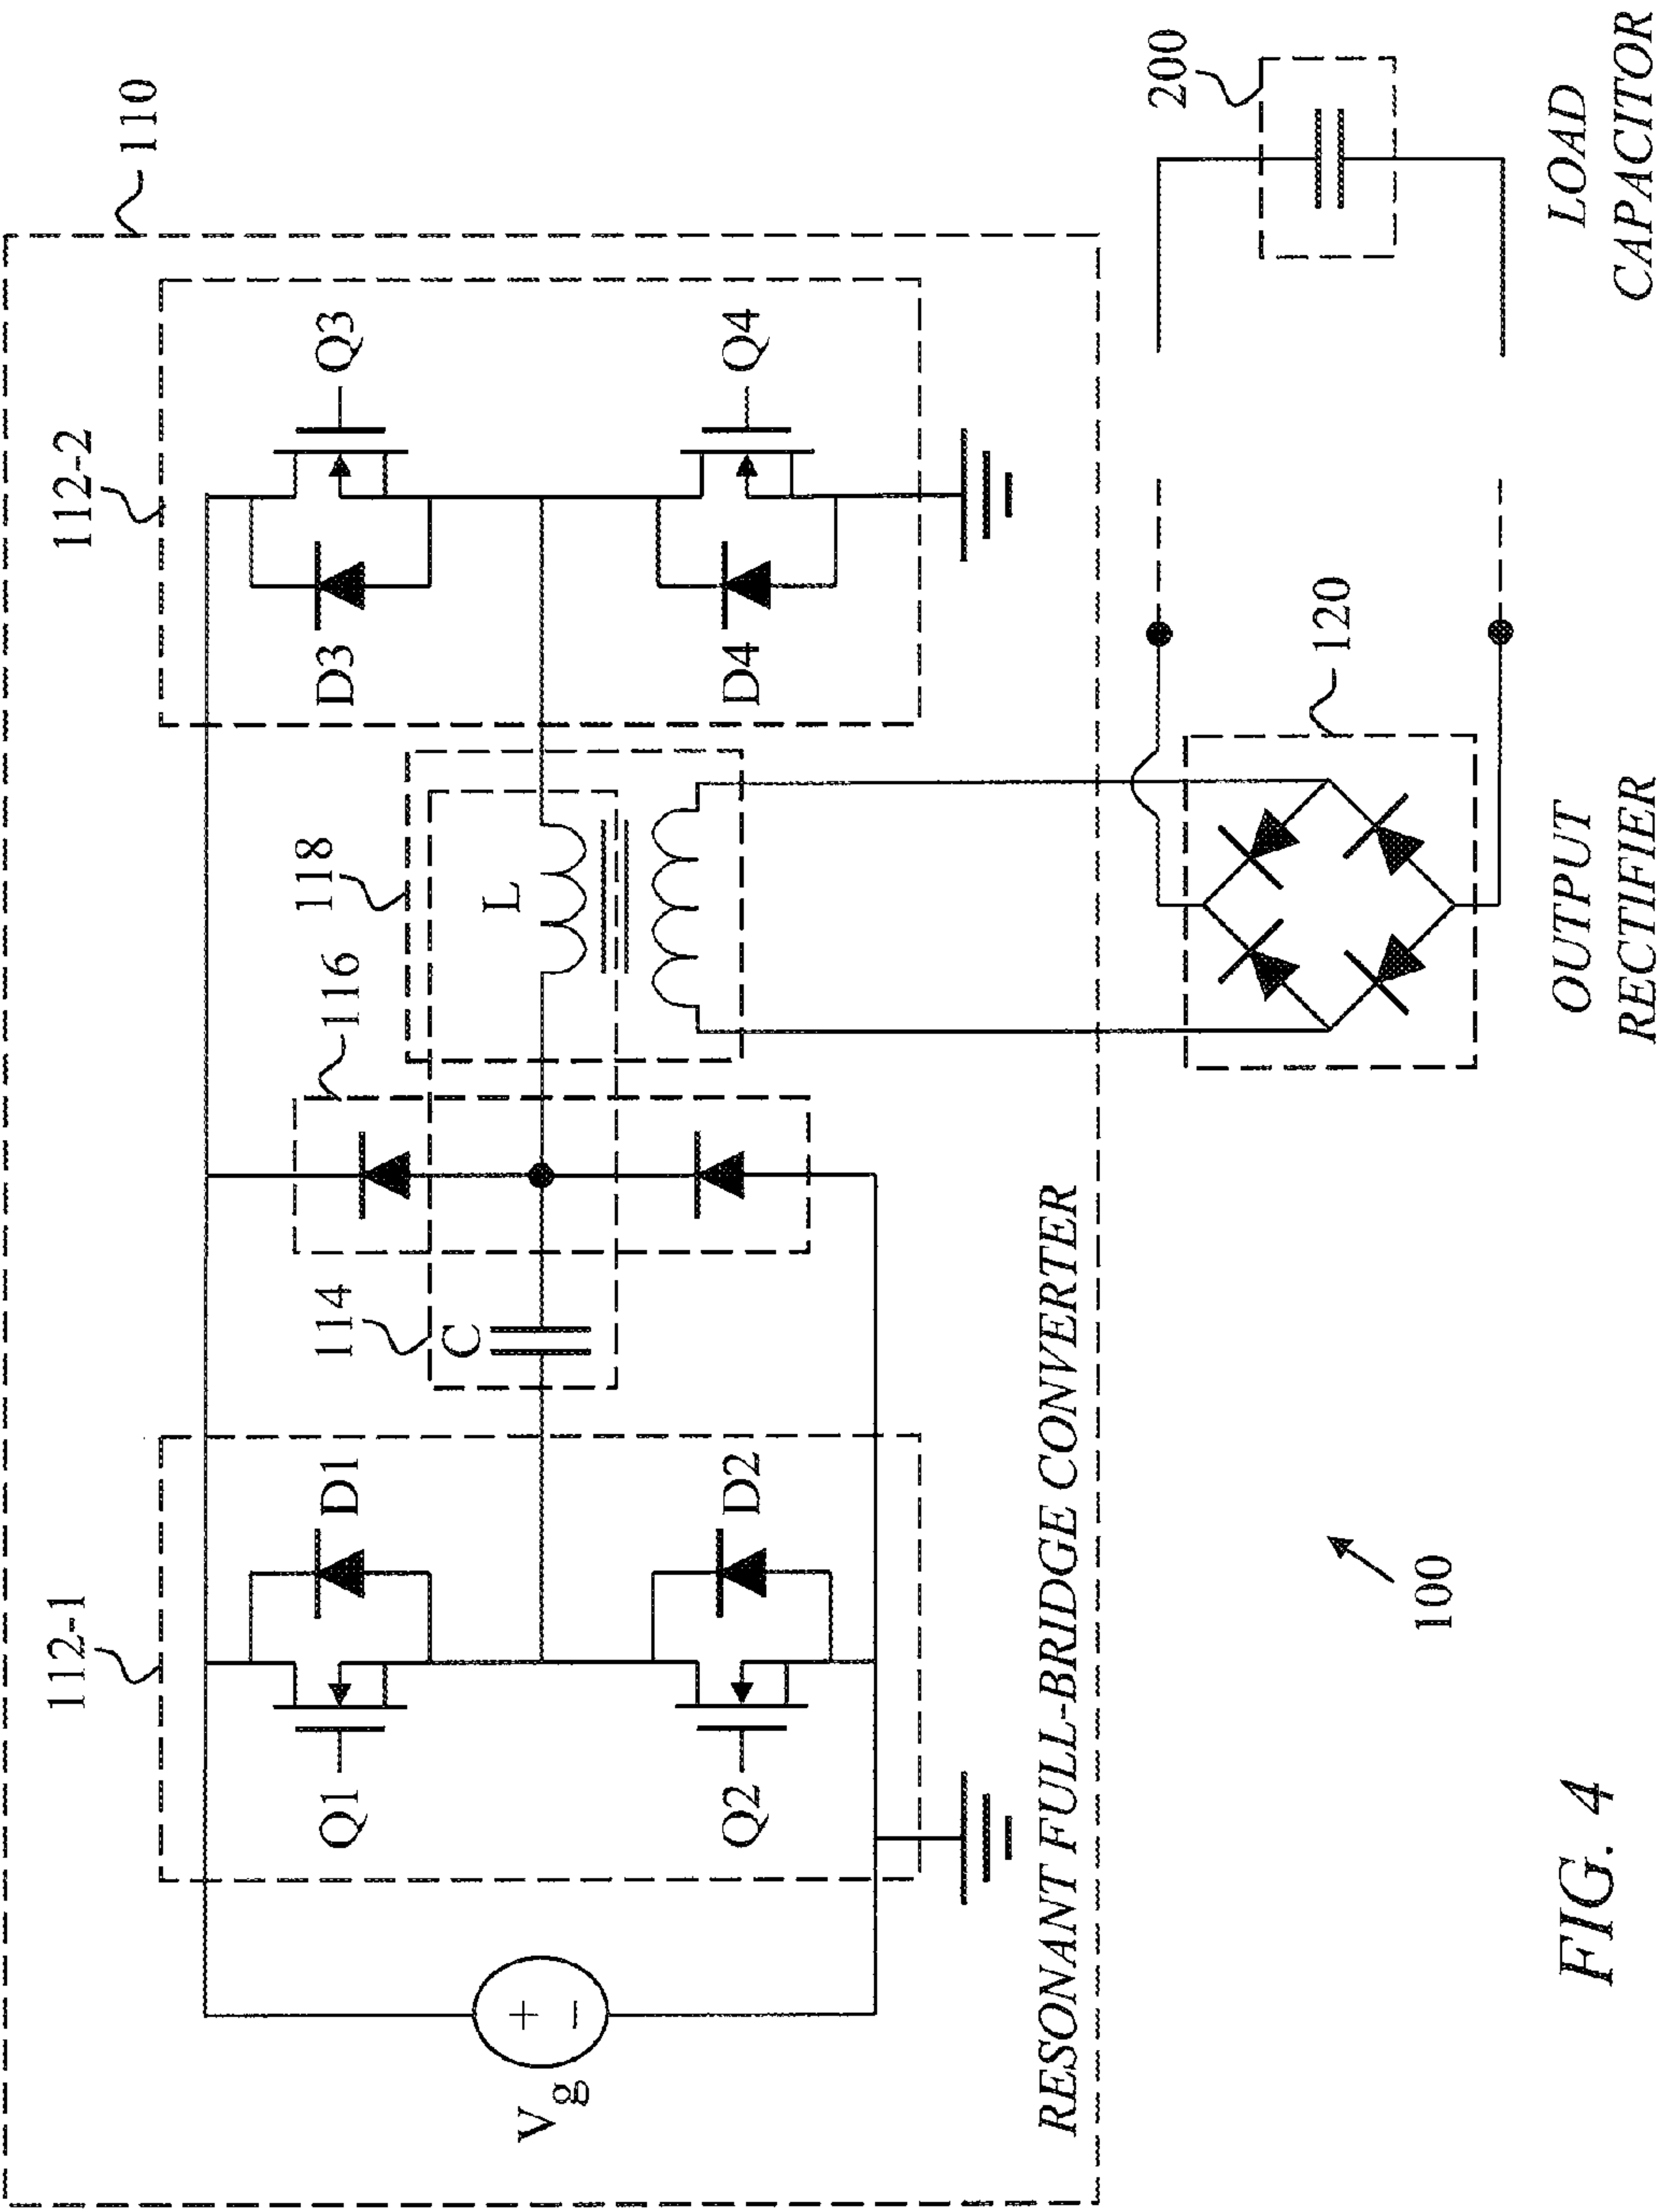 110
112-1
112-2
Q1
D1
Q2
D2
114
C
116
118
L
D3
Q3
D4
Q4
V g
+
−
RESONANT FULL-BRIDGE CONVERTER
120
200
100
OUTPUT
RECTIFIER
LOAD
CAPACITOR
FIG. 4